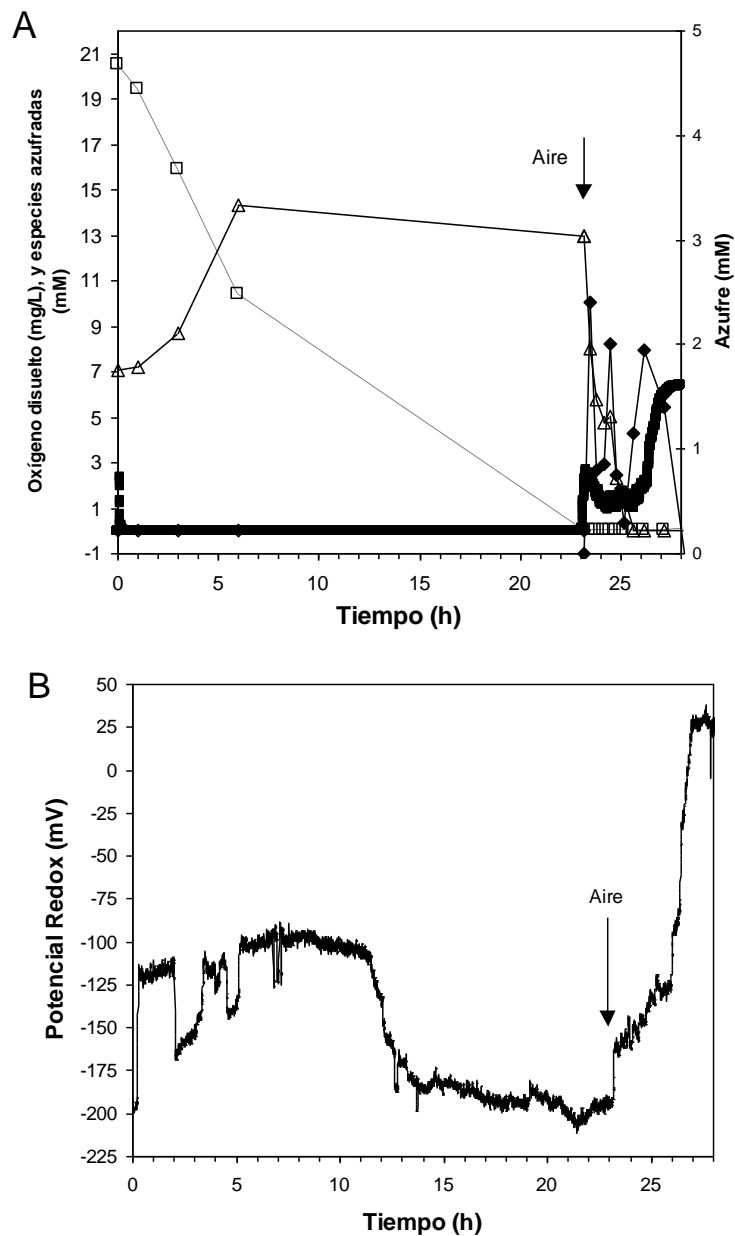 A
Oxígeno disuelto (mg/L), y especies azufradas
(mM)
21
19
17
15
13
11
9
7
5
3
1
-1
Aire
5
4
3
2
1
0
Azufre (mM)
0 5 10 15 20 25
Tiempo (h)
B
Potencial Redox (mV)
50
25
0
-25
-50
-75
-100
-125
-150
-175
-200
-225
Aire
0 5 10 15 20 25
Tiempo (h)